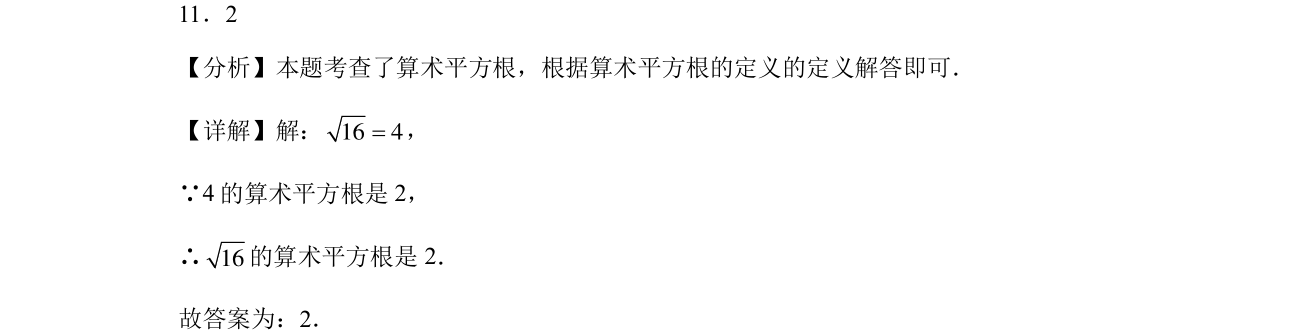 11．2
【分析】本题考查了算术平方根，根据算术平方根的定义的定义解答即可．
【详解】解：√16 = 4，
∵4 的算术平方根是 2，
∴√16 的算术平方根是 2．
故答案为：2．